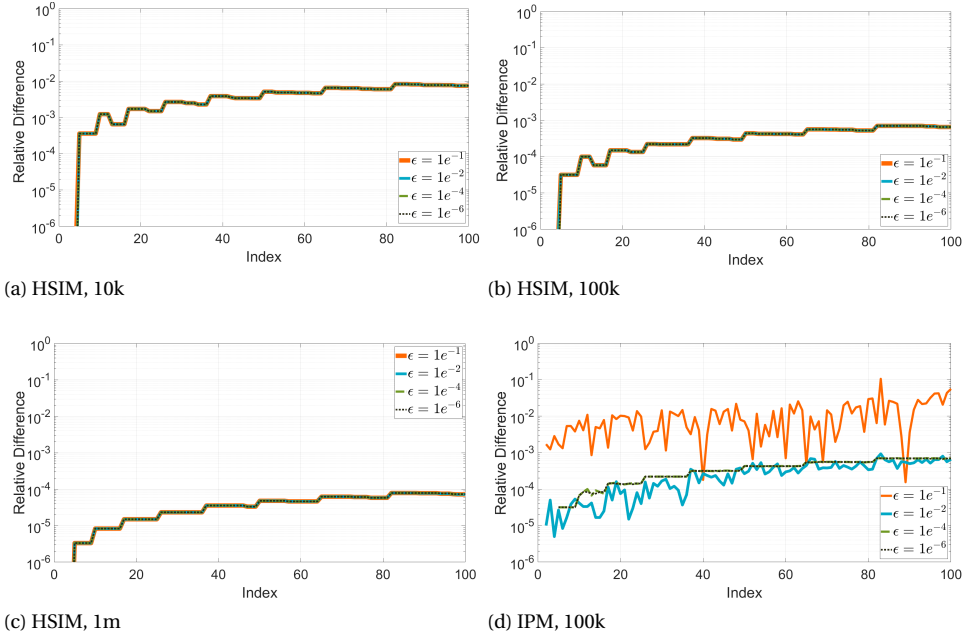 10^0
10^-1
10^-2
10^-3
10^-4
10^-5
10^-6
Relative Difference
0 20 40 60 80 100
Index
ϵ = 1e^-1
ϵ = 1e^-2
ϵ = 1e^-4
ϵ = 1e^-6
(a) HSIM, 10k
10^0
10^-1
10^-2
10^-3
10^-4
10^-5
10^-6
Relative Difference
0 20 40 60 80 100
Index
ϵ = 1e^-1
ϵ = 1e^-2
ϵ = 1e^-4
ϵ = 1e^-6
(b) HSIM, 100k
10^0
10^-1
10^-2
10^-3
10^-4
10^-5
10^-6
Relative Difference
0 20 40 60 80 100
Index
ϵ = 1e^-1
ϵ = 1e^-2
ϵ = 1e^-4
ϵ = 1e^-6
(c) HSIM, 1m
10^0
10^-1
10^-2
10^-3
10^-4
10^-5
10^-6
Relative Difference
0 20 40 60 80 100
Index
ϵ = 1e^-1
ϵ = 1e^-2
ϵ = 1e^-4
ϵ = 1e^-6
(d) IPM, 100k